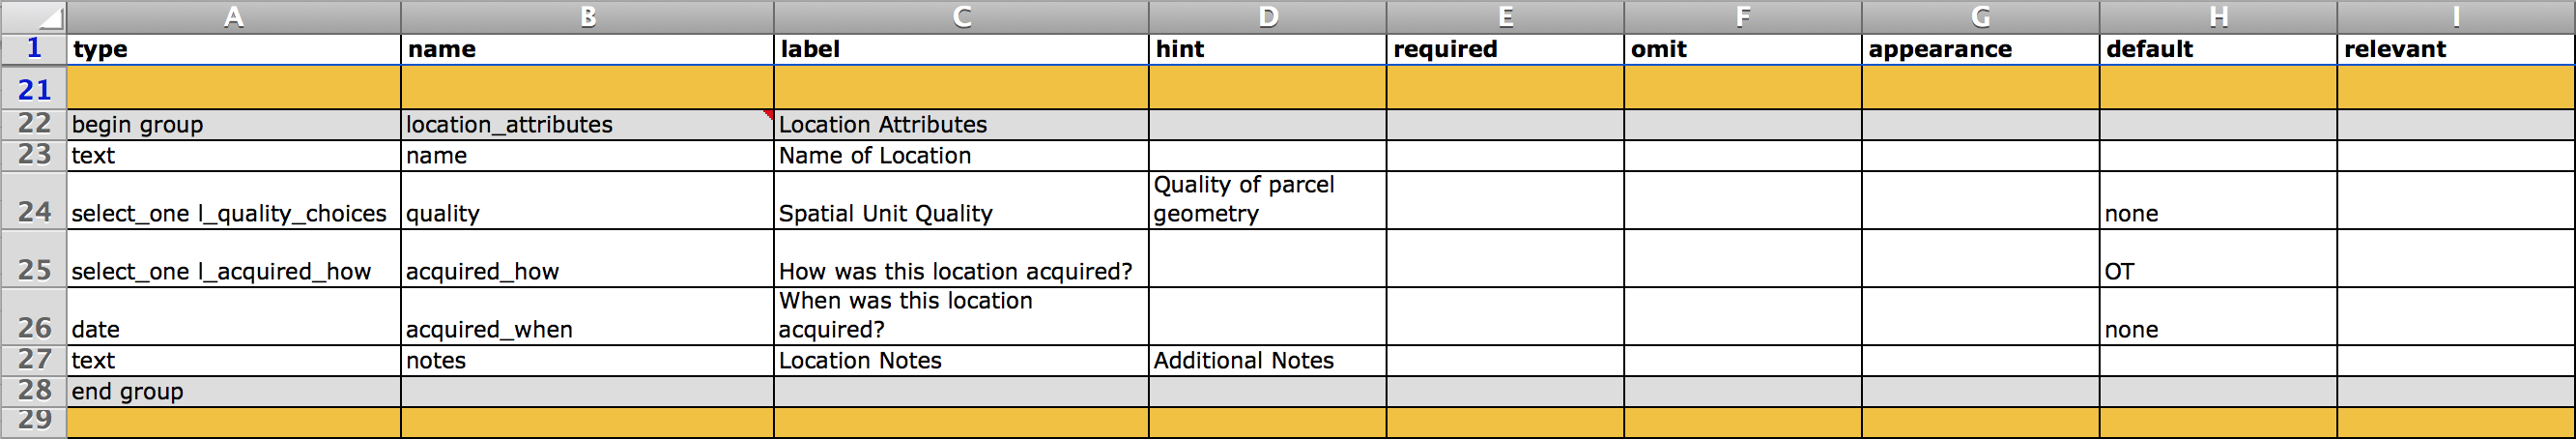 A B C D E F G H I
1 type name label hint required omit appearance default relevant
21
22 begin group location_attributes Location Attributes
23 text name Name of Location
Quality of parcel
24 select_one l_quality_choices quality Spatial Unit Quality geometry none
25 select_one l_acquired_how acquired_how How was this location acquired? OT
When was this location
26 date acquired_when acquired? none
27 text notes Location Notes Additional Notes
28 end group
29